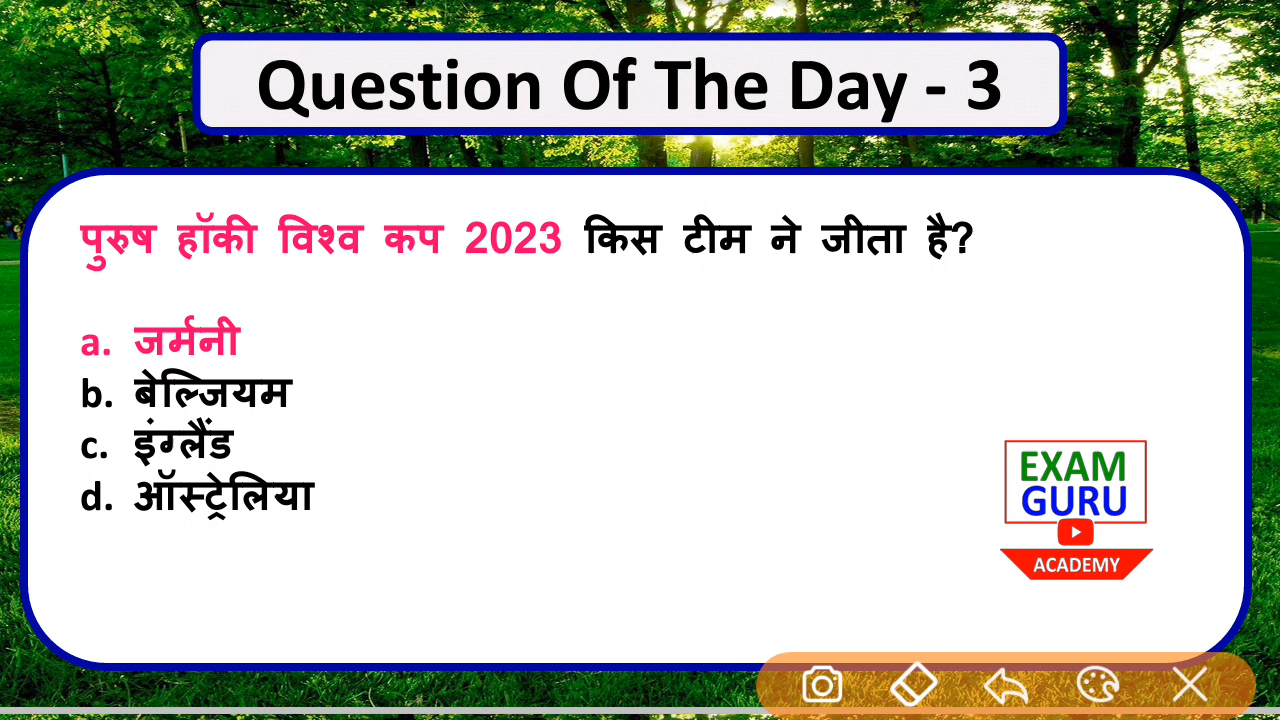 Question Of The Day - 3
पुरुष हॉकी विश्व कप 2023 किस टीम ने जीता है?
a. जर्मनी
b. बेल्जियम
c. इंग्लैंड
d. ऑस्ट्रेलिया
EXAM
GURU
ACADEMY